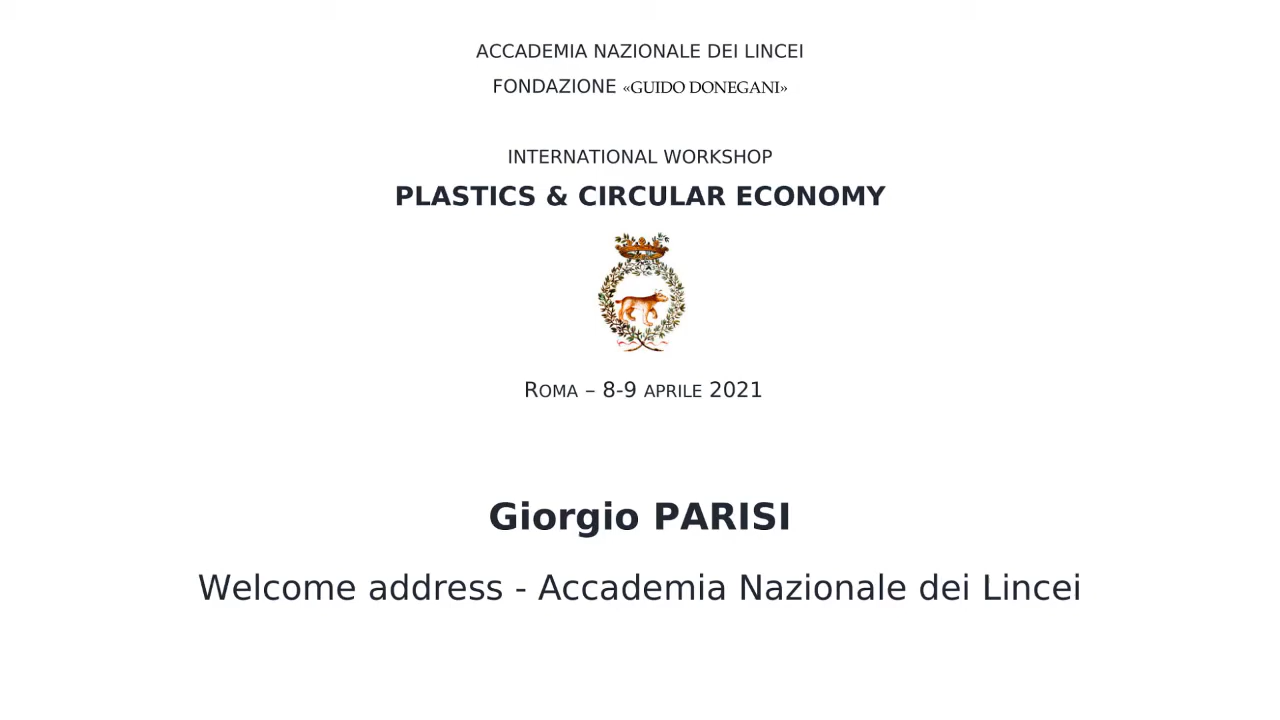 ACCADEMIA NAZIONALE DEI LINCEI
FONDAZIONE «GUIDO DONEGANI»
INTERNATIONAL WORKSHOP
PLASTICS & CIRCULAR ECONOMY
ROMA – 8-9 APRILE 2021
Giorgio PARISI
Welcome address - Accademia Nazionale dei Lincei